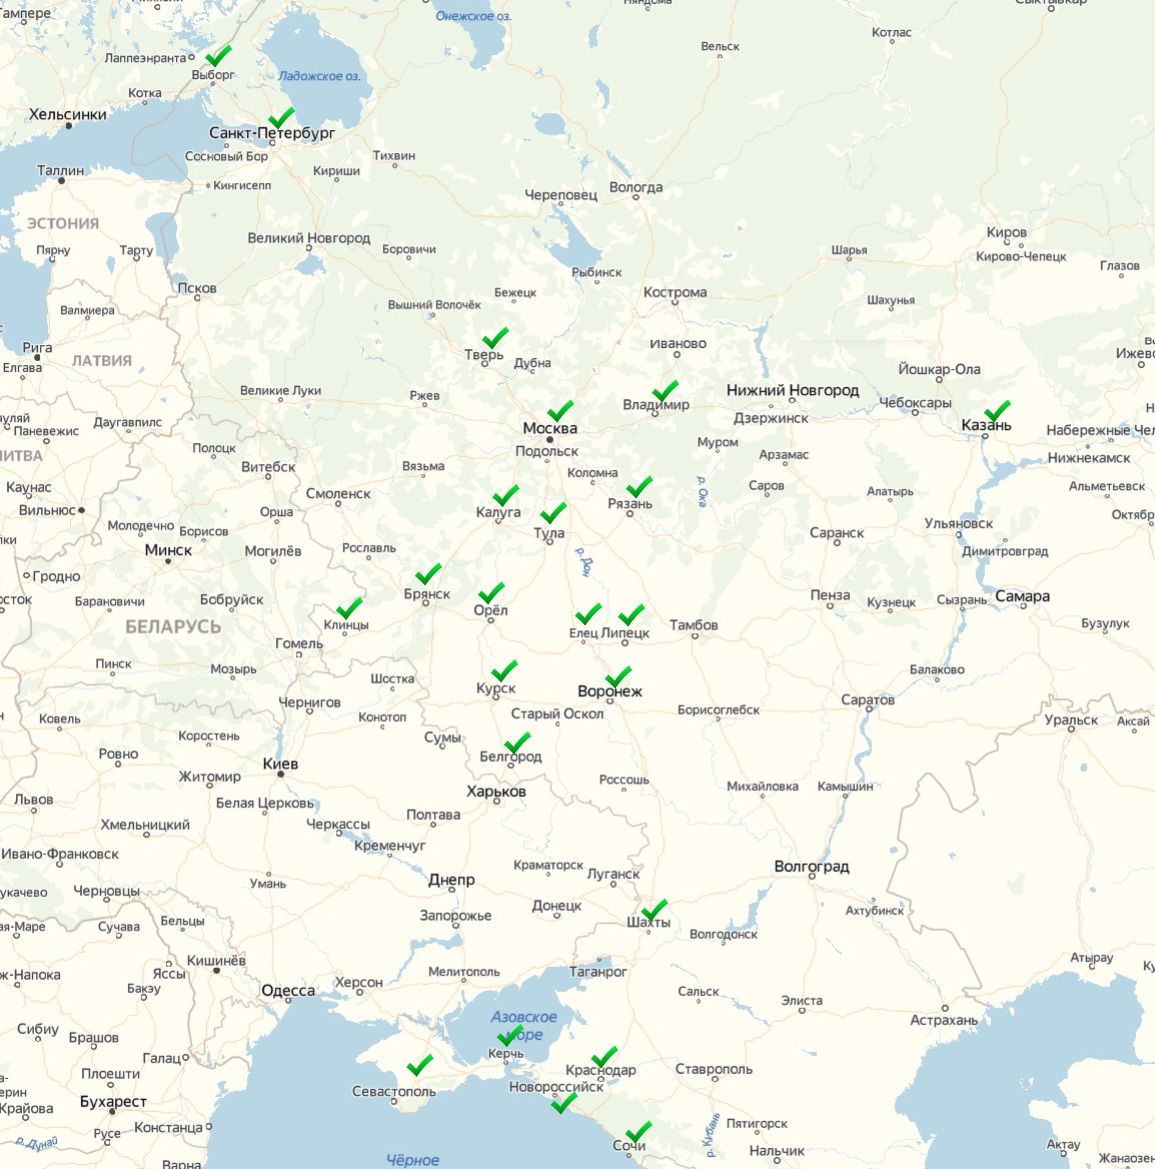 Тампере
Няндома
Сыктывкар
Онежское оз.
Котлас
Вельск
Лаппеэнранта
Выборг
Ладожское оз.
Котка
Хельсинки
Санкт-Петербург
Сосновый Бор
Тихвин
Кириши
Таллин
Кингисепп
Череповец
Вологда
ЭСТОНИЯ
Киров
Великий Новгород
Пярну
Тарту
Боровичи
Шарья
Кирово-Чепецк
Глазов
Рыбинск
Псков
Бежецк
Кострома
Вышний Волочёк
Шахунья
Валмиера
Рига
Иваново
Тверь
Дубна
ЛАТВИЯ
Елгава
Йошкар-Ола
Великие Луки
Ржев
Нижний Новгород
Чебоксары
Владимир
Дзержинск
Даугавпилс
Паневежис
Москва
Казань
Набережные Чел
Муром
Полоцк
Подольск
Арзамас
Нижнекамск
Витебск
Вязьма
Коломна
Каунас
Смоленск
р. Ока
Саров
Алатырь
Альметьевск
Вильнюс
Орша
Калуга
Рязань
Октябр
Молодечно
Борисов
Тула
Саранск
Ульяновск
Минск
Могилёв
Рославль
р. Дон
Димитровград
Гродно
Барановичи
Бобруйск
Брянск
Орёл
Пенза
Кузнецк
Сызрань
Самара
БЕЛАРУСЬ
Клинцы
Елец
Липецк
Тамбов
Бузулук
Гомель
Пинск
Мозырь
Шостка
Курск
Воронеж
Балаково
Чернигов
Конотоп
Старый Оскол
Борисоглебск
Саратов
Уральск
Аксай
Ковель
Коростень
Сумы
Ровно
Белгород
Киев
Житомир
Харьков
Россошь
Михайловка
Камышин
Львов
Белая Церковь
Полтава
Хмельницкий
Черкассы
Кременчуг
Ивано-Франковск
Краматорск
Луганск
Волгоград
Умань
Днепр
Черновцы
Донецк
Ахтубинск
Запорожье
Бельцы
Шахты
Сучава
Волгодонск
Кишинёв
Яссы
Мелитополь
Таганрог
Атырау
Бакэу
Одесса
Херсон
Сальск
Элиста
Астрахань
Азовское
море
Сибиу
Брашов
Керчь
Галац
Краснодар
Ставрополь
Плоешти
Новороссийск
Севастополь
Бухарест
Крайова
Констанца
Русе
р. Дунай
Сочи
р. Кубань
Пятигорск
Нальчик
Актау
Жанаозен
Чёрное
Варна